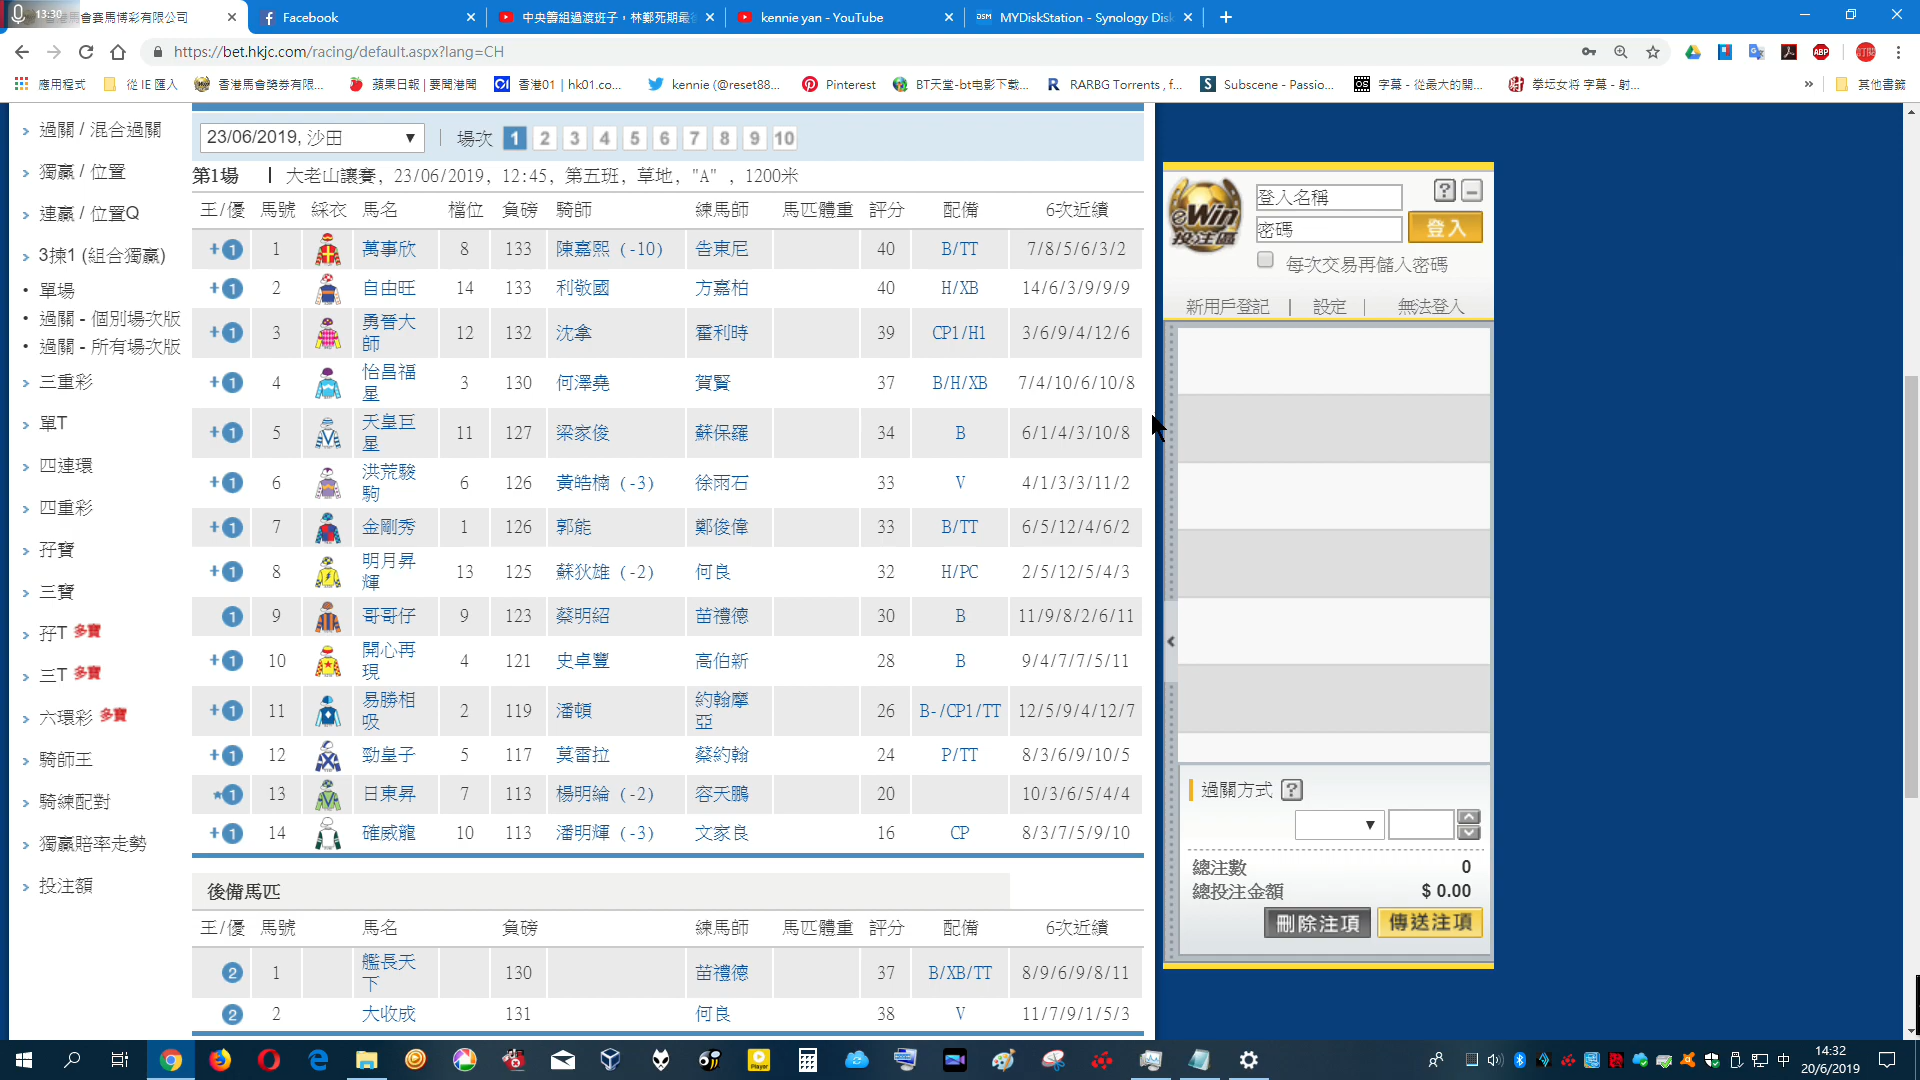 13:30
香港馬會賽馬博彩有限公司
Facebook
中央籌組過渡班子，林鄭死期最後
kennie yan - YouTube
MYDiskStation - Synology Disk
https://bet.hkjc.com/racing/default.aspx?lang=CH
應用程式
從 IE 匯入
香港馬會獎券有限...
蘋果日報 | 要聞港聞
香港01 | hk01.co...
kennie (@reset88...
Pinterest
BT天堂-bt电影下载...
RARBG Torrents , f...
Subscene - Passio...
字幕 - 從最大的開...
拳坛女将 字幕 - 射...
»
其他書籤
過關 / 混合過關
獨贏 / 位置
連贏 / 位置Q
3揀1 (組合獨贏)
• 單場
• 過關 - 個別場次版
• 過關 - 所有場次版
三重彩
單T
四連環
四重彩
孖寶
三寶
孖T 多寶
三T 多寶
六環彩 多寶
騎師王
騎練配對
獨贏賠率走勢
投注額
23/06/2019, 沙田
場次 1 2 3 4 5 6 7 8 9 10
第1場 | 大老山讓賽, 23/06/2019, 12:45, 第五班, 草地, "A" , 1200米
王/優 馬號 綵衣 馬名 檔位 負磅 騎師 練馬師 馬匹體重 評分 配備 6次近績
+1 1 萬事欣 8 133 陳嘉熙 (-10) 告東尼 40 B/TT 7/8/5/6/3/2
+1 2 自由旺 14 133 利敬國 方嘉柏 40 H/XB 14/6/3/9/9/9
+1 3 勇晉大師 12 132 沈拿 霍利時 39 CP1/H1 3/6/9/4/12/6
+1 4 怡昌福星 3 130 何澤堯 賀賢 37 B/H/XB 7/4/10/6/10/8
+1 5 天皇巨星 11 127 梁家俊 蘇保羅 34 B 6/1/4/3/10/8
+1 6 洪荒駿駒 6 126 黃皓楠 (-3) 徐雨石 33 V 4/1/3/3/11/2
+1 7 金剛秀 1 126 郭能 鄭俊偉 33 B/TT 6/5/12/4/6/2
+1 8 明月昇輝 13 125 蘇狄雄 (-2) 何良 32 H/PC 2/5/12/5/4/3
1 9 哥哥仔 9 123 蔡明紹 苗禮德 30 B 11/9/8/2/6/11
+1 10 開心再現 4 121 史卓豐 高伯新 28 B 9/4/7/7/5/11
+1 11 易勝相吸 2 119 潘頓 約翰摩亞 26 B-/CP1/TT 12/5/9/4/12/7
+1 12 勁皇子 5 117 莫雷拉 蔡約翰 24 P/TT 8/3/6/9/10/5
★1 13 日東昇 7 113 楊明綸 (-2) 容天鵬 20 10/3/6/5/4/4
+1 14 確威龍 10 113 潘明輝 (-3) 文家良 16 CP 8/3/7/5/9/10
後備馬匹
王/優 馬號 馬名 負磅 練馬師 馬匹體重 評分 配備 6次近績
2 1 艦長天下 130 苗禮德 37 B/XB/TT 8/9/6/9/8/11
2 2 大收成 131 何良 38 V 11/7/9/1/5/3
eWin
投注區
登入名稱
密碼
登入
每次交易再儲入密碼
新用戶登記 | 設定 | 無法登入
過關方式 ?
總注數 0
總投注金額 $ 0.00
刪除注項 傳送注項
中
14:32
20/6/2019